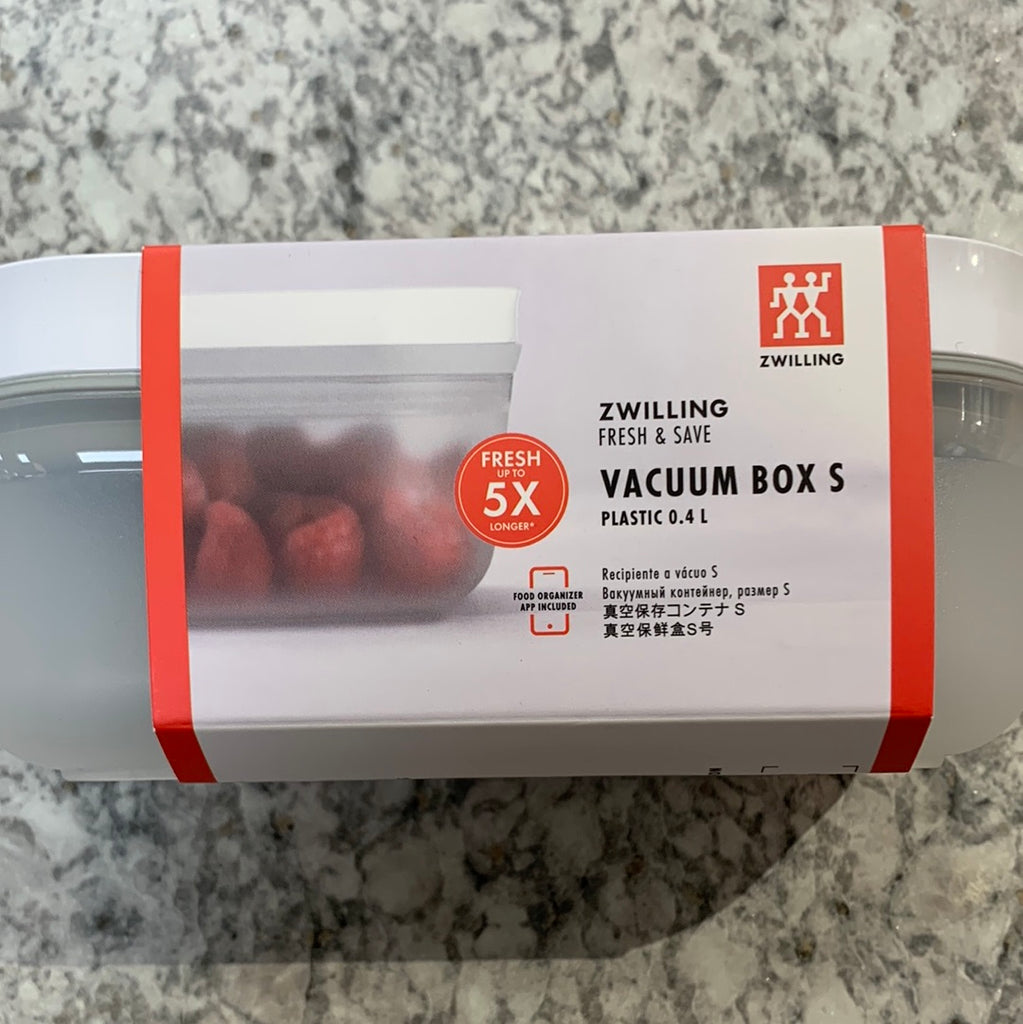 ZWILLING
ZWILLING
FRESH & SAVE
VACUUM BOX S
PLASTIC 0.4 L
FRESH
UP TO
5X
LONGER*
FOOD ORGANIZER
APP INCLUDED
Recipiente a vácuo S
Вакуумный контейнер, размер S
真空保存コンテナ S
真空保鲜盒S号